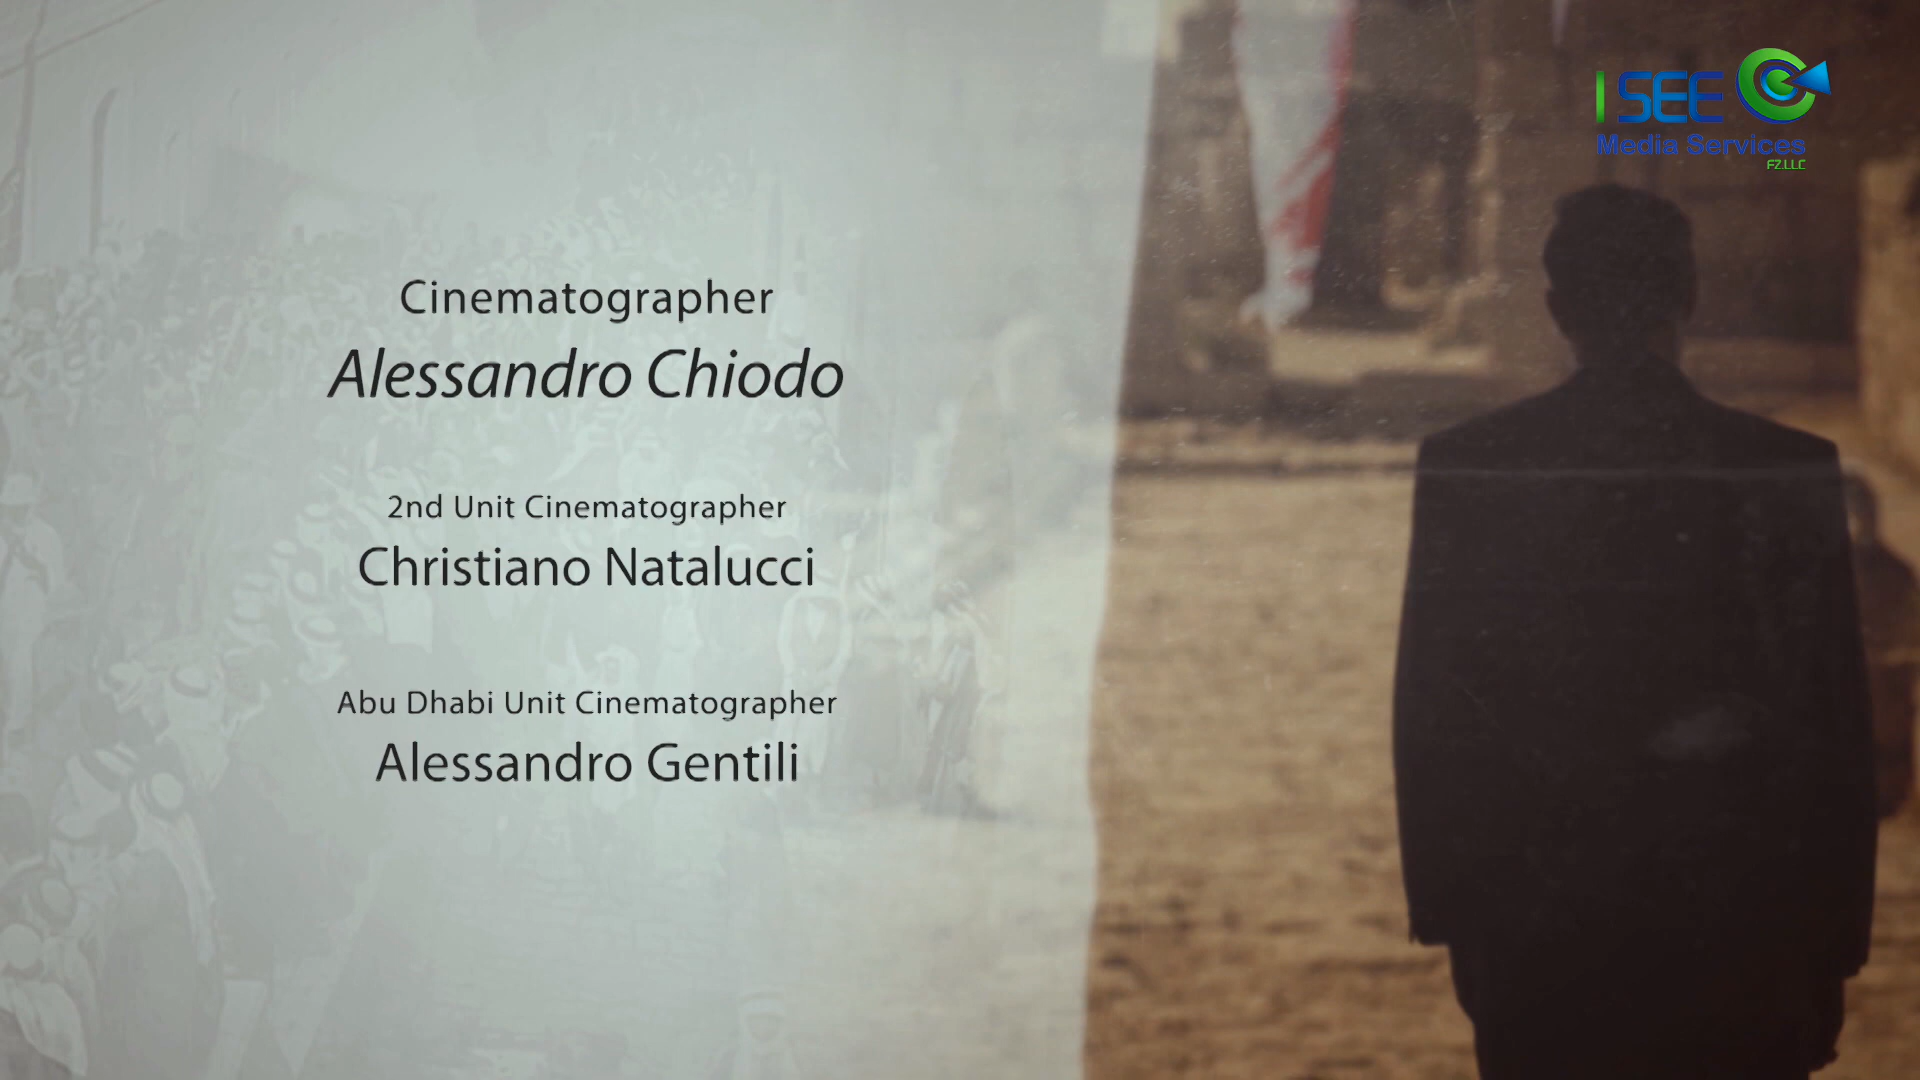 I SEE
Media Services
FZ.LLC
Cinematographer
Alessandro Chiodo
2nd Unit Cinematographer
Christiano Natalucci
Abu Dhabi Unit Cinematographer
Alessandro Gentili